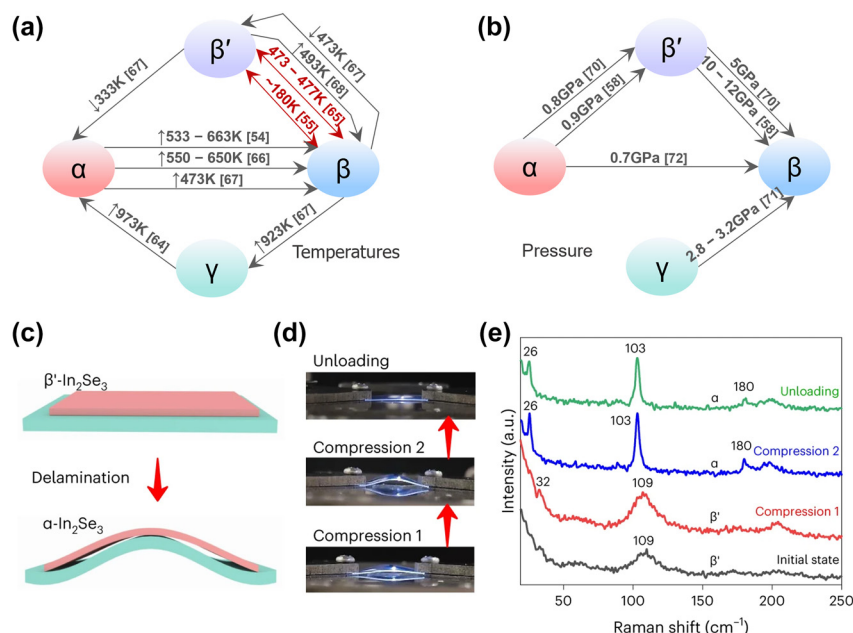 (a)
β′
↓333K [67]
↓473K [67]
↑493K [68]
473 – 477K [65]
~180K [55]
↑533 – 663K [54]
α
↑550 – 650K [66]
β
↑473K [67]
↑973K [64]
↑923K [67]
Temperatures
γ
(b)
β′
0.8GPa [70]
0.9GPa [58]
5GPa [70]
10 – 12GPa [58]
α
0.7GPa [72]
β
2.8 – 3.2GPa [71]
Pressure
γ
(c)
β'-In₂Se₃
Delamination
α-In₂Se₃
(d)
Unloading
Compression 2
Compression 1
(e)
Intensity (a.u.)
26
103
180
α
Unloading
26
103
180
α
Compression 2
32
109
β'
Compression 1
109
β'
Initial state
50
100
150
200
250
Raman shift (cm⁻¹)